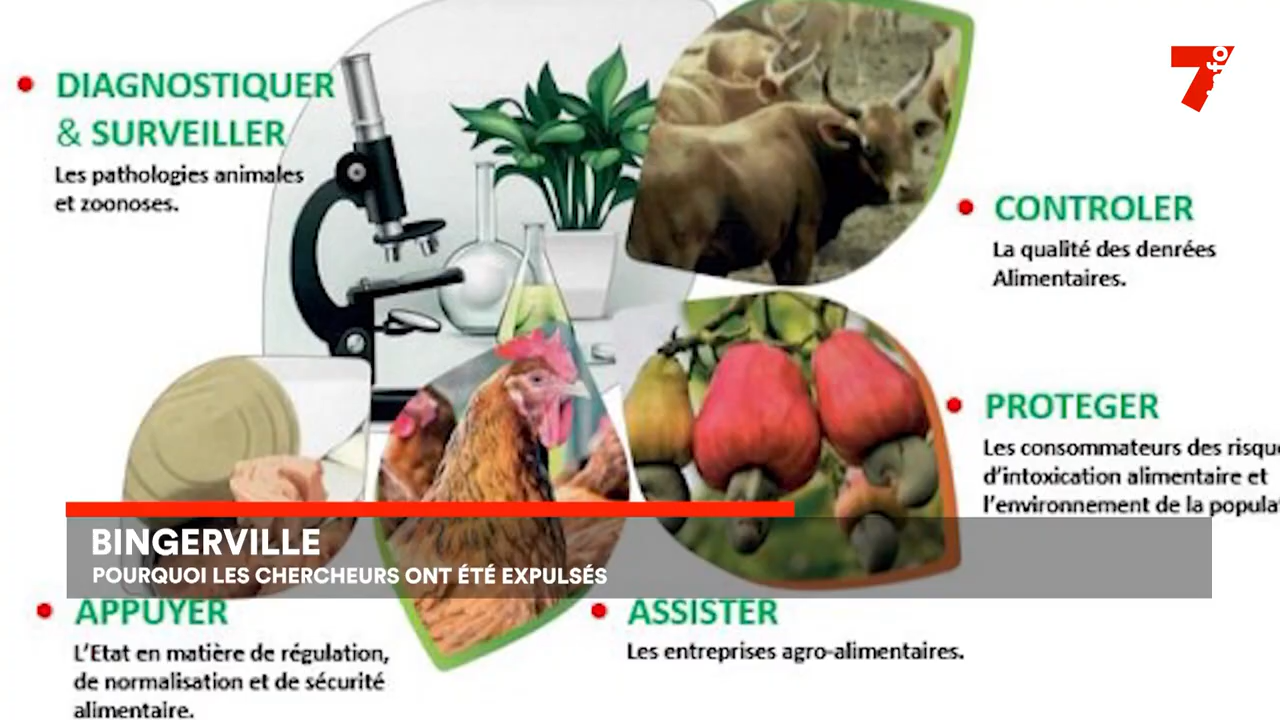 DIAGNOSTIQUER
& SURVEILLER
Les pathologies animales
et zoonoses.
7
CONTROLER
La qualité des denrées
Alimentaires.
PROTEGER
Les consommateurs des risque
d'intoxication alimentaire et
l'environnement de la populat
BINGERVILLE
POURQUOI LES CHERCHEURS ONT ÉTÉ EXPULSÉS
APPUYER
L'Etat en matière de régulation,
de normalisation et de sécurité
alimentaire.
ASSISTER
Les entreprises agro-alimentaires.